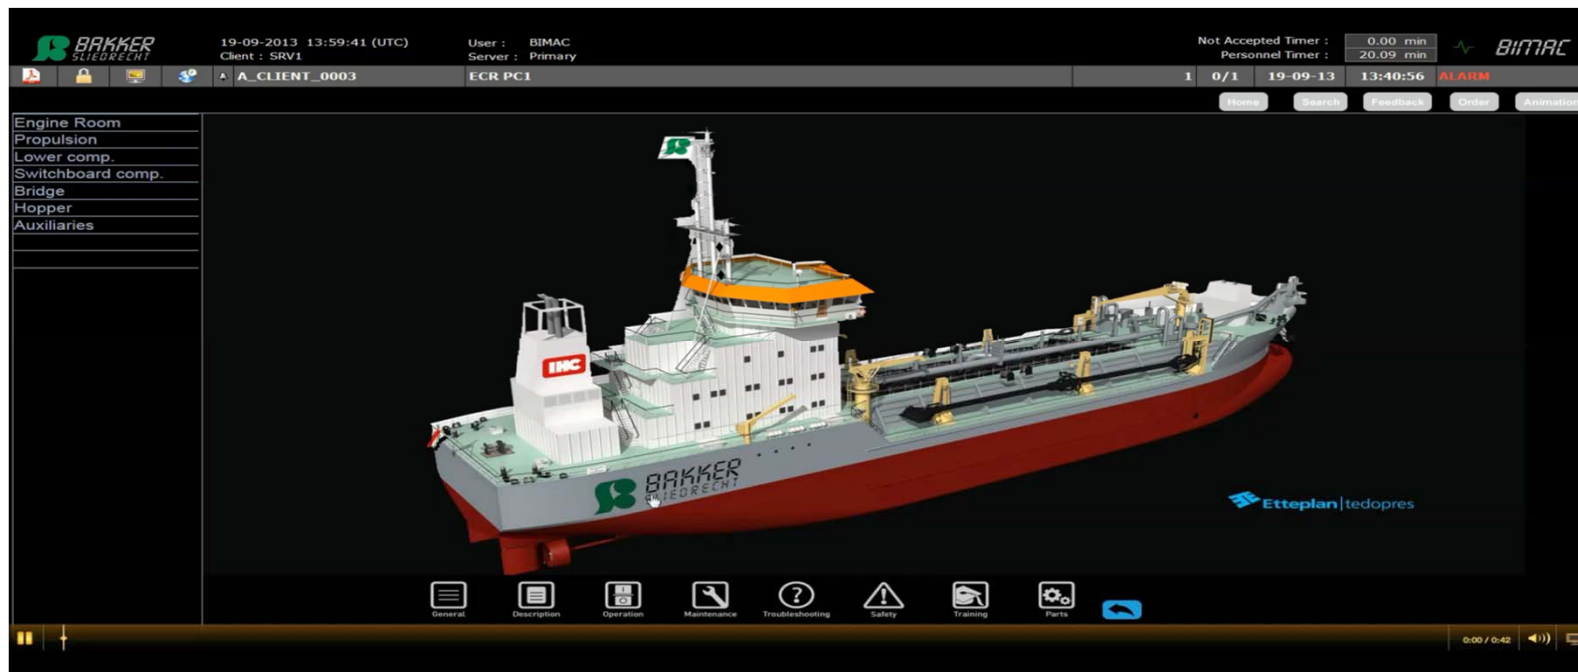 BAKKER
SLIEDRECHT
19-09-2013 13:59:41 (UTC)
Client : SRV1
User : BIMAC
Server : Primary
Not Accepted Timer : 0.00 min
Personnel Timer : 20.09 min
BIMAC
A_CLIENT_0003
ECR PC1
1
0/1
19-09-13
13:40:56
ALARM
Home
Search
Feedback
Order
Animation
Engine Room
Propulsion
Lower comp.
Switchboard comp.
Bridge
Hopper
Auxiliaries
IHC
BAKKER
SLIEDRECHT
Etteplan|tedopres
General
Description
Operation
Maintenance
Troubleshooting
Safety
Training
Parts
0:00 / 0:42